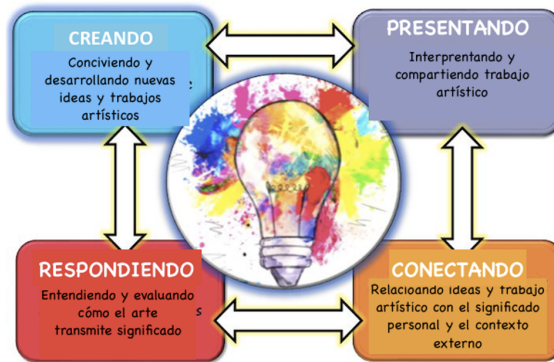 CREANDO
Conciviendo y
desarrollando nuevas
ideas y trabajos
artísticos
PRESENTANDO
Interprentando y
compartiendo trabajo
artístico
RESPONDIENDO
Entendiendo y evaluando
cómo el arte
transmite significado
CONECTANDO
Relacioando ideas y trabajo
artístico con el significado
personal y el contexto
externo